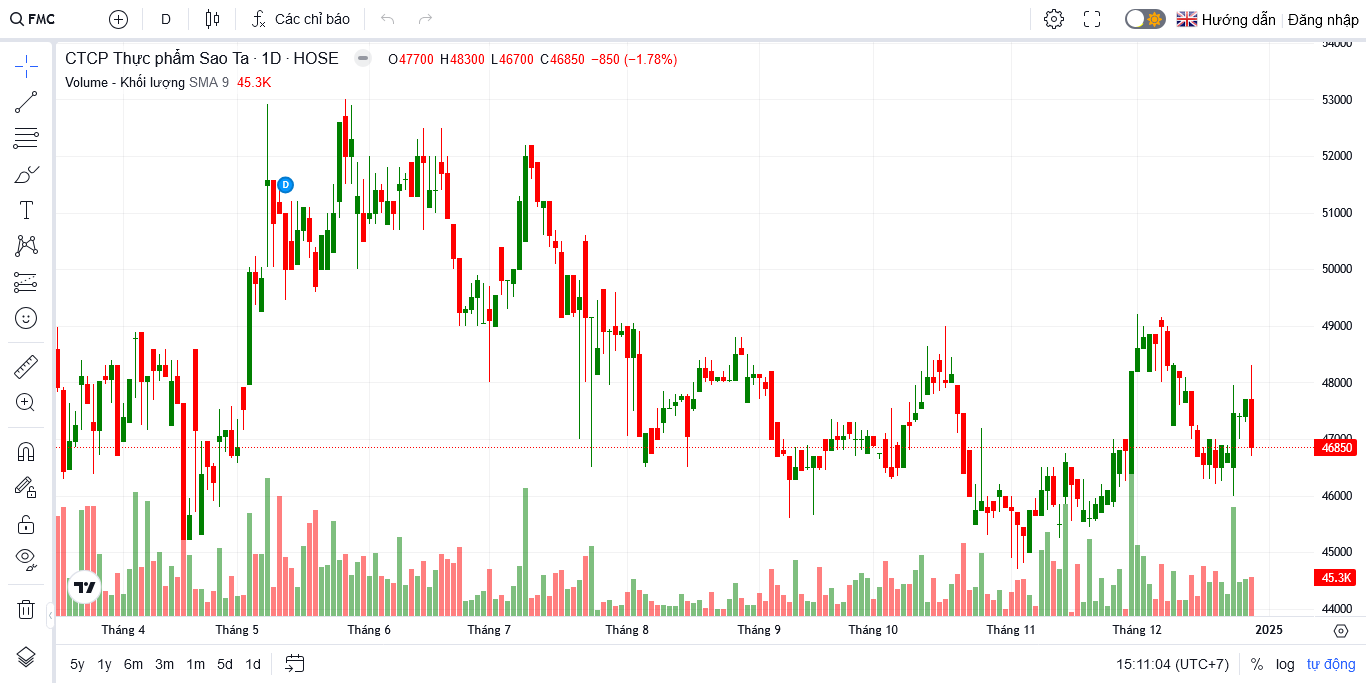 FMC D Các chỉ báo Hướng dẫn Đăng nhập
CTCP Thực phẩm Sao Ta · 1D · HOSE O47700 H48300 L46700 C46850 −850 (−1.78%)
Volume - Khối lượng SMA 9 45.3K
D
54000
53000
52000
51000
50000
49000
48000
47000
46850
46000
45000
45.3K
44000
Tháng 4 Tháng 5 Tháng 6 Tháng 7 Tháng 8 Tháng 9 Tháng 10 Tháng 11 Tháng 12 2025
5y 1y 6m 3m 1m 5d 1d 15:11:04 (UTC+7) % log tự động